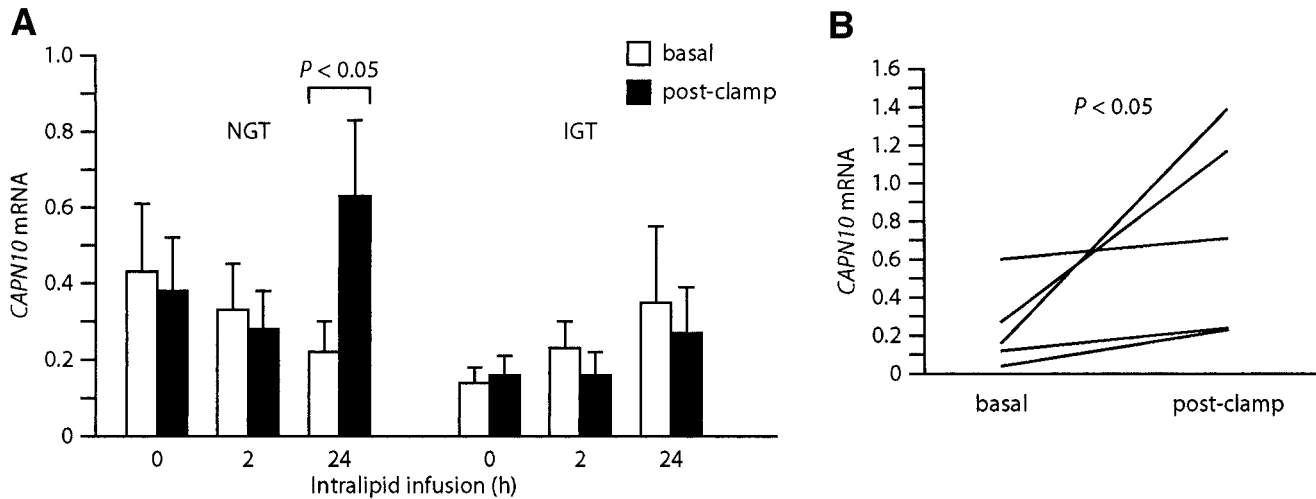 A
CAPN10 mRNA
1.0
0.8
0.6
0.4
0.2
0
P < 0.05
NGT
IGT
basal
post-clamp
0 2 24 0 2 24
Intralipid infusion (h)
B
CAPN10 mRNA
1.6
1.4
1.2
1.0
0.8
0.6
0.4
0.2
0
P < 0.05
basal post-clamp